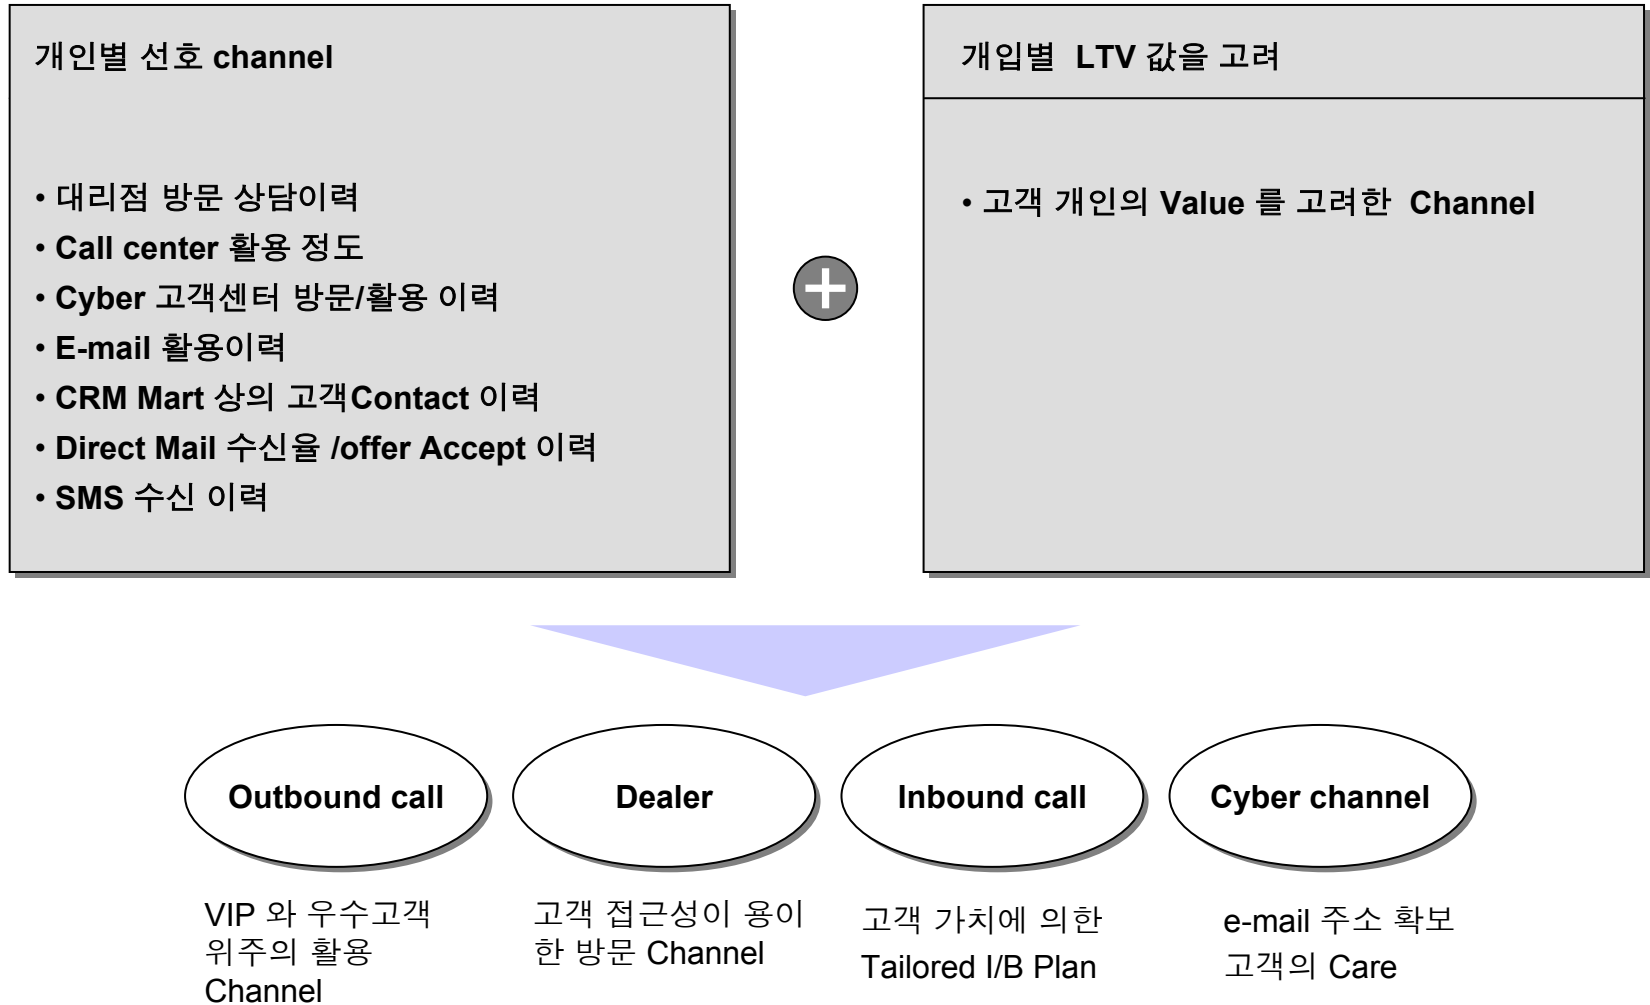 개인별 선호 channel
• 대리점 방문 상담이력
• Call center 활용 정도
• Cyber 고객센터 방문/활용 이력
• E-mail 활용이력
• CRM Mart 상의 고객Contact 이력
• Direct Mail 수신율 /offer Accept 이력
• SMS 수신 이력
개입별 LTV 값을 고려
• 고객 개인의 Value 를 고려한 Channel
Outbound call
Dealer
Inbound call
Cyber channel
VIP 와 우수고객
위주의 활용
Channel
고객 접근성이 용이
한 방문 Channel
고객 가치에 의한
Tailored I/B Plan
e-mail 주소 확보
고객의 Care